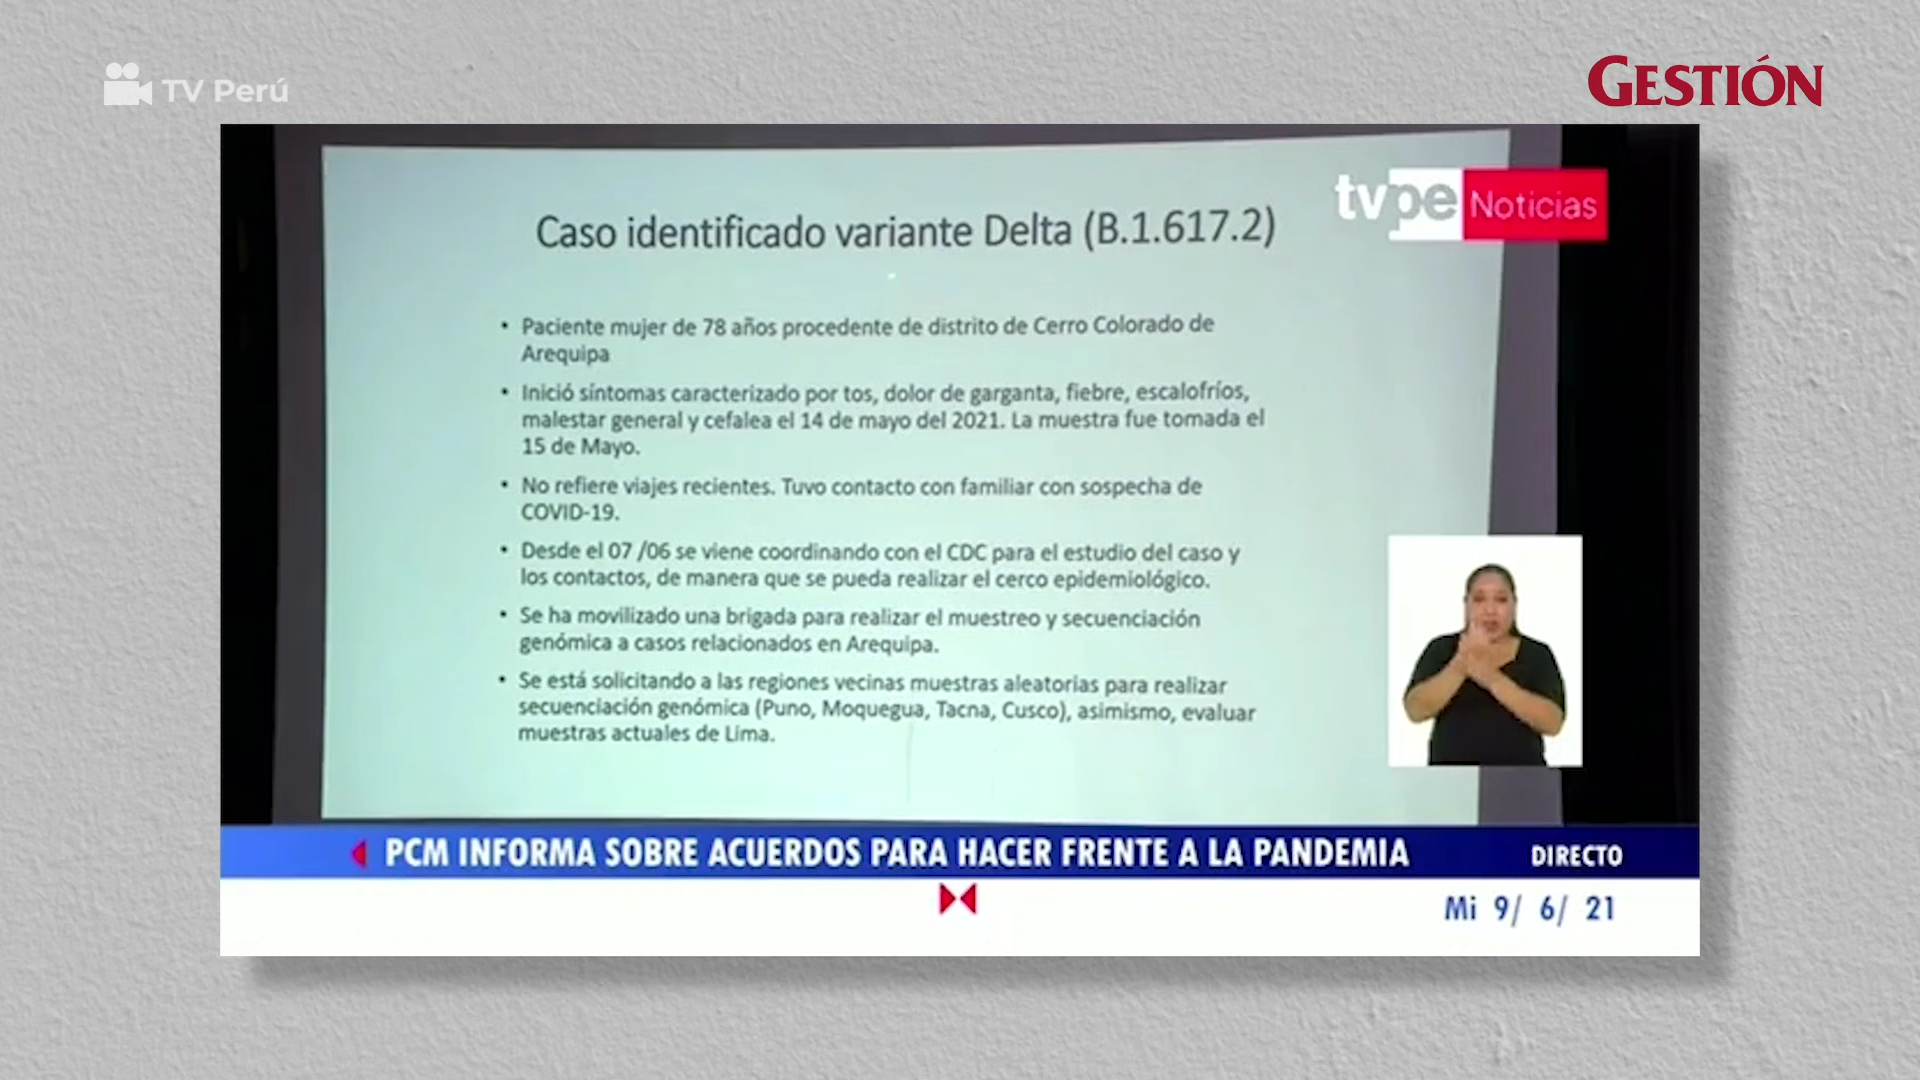 TV Perú
GESTIÓN
tvpe Noticias
Caso identificado variante Delta (B.1.617.2)
• Paciente mujer de 78 años procedente de distrito de Cerro Colorado de
Arequipa
• Inició síntomas caracterizado por tos, dolor de garganta, fiebre, escalofríos,
malestar general y cefalea el 14 de mayo del 2021. La muestra fue tomada el
15 de Mayo.
• No refiere viajes recientes. Tuvo contacto con familiar con sospecha de
COVID-19.
• Desde el 07 /06 se viene coordinando con el CDC para el estudio del caso y
los contactos, de manera que se pueda realizar el cerco epidemiológico.
• Se ha movilizado una brigada para realizar el muestreo y secuenciación
genómica a casos relacionados en Arequipa.
• Se está solicitando a las regiones vecinas muestras aleatorias para realizar
secuenciación genómica (Puno, Moquegua, Tacna, Cusco), asimismo, evaluar
muestras actuales de Lima.
PCM INFORMA SOBRE ACUERDOS PARA HACER FRENTE A LA PANDEMIA
DIRECTO
Mi 9/ 6/ 21